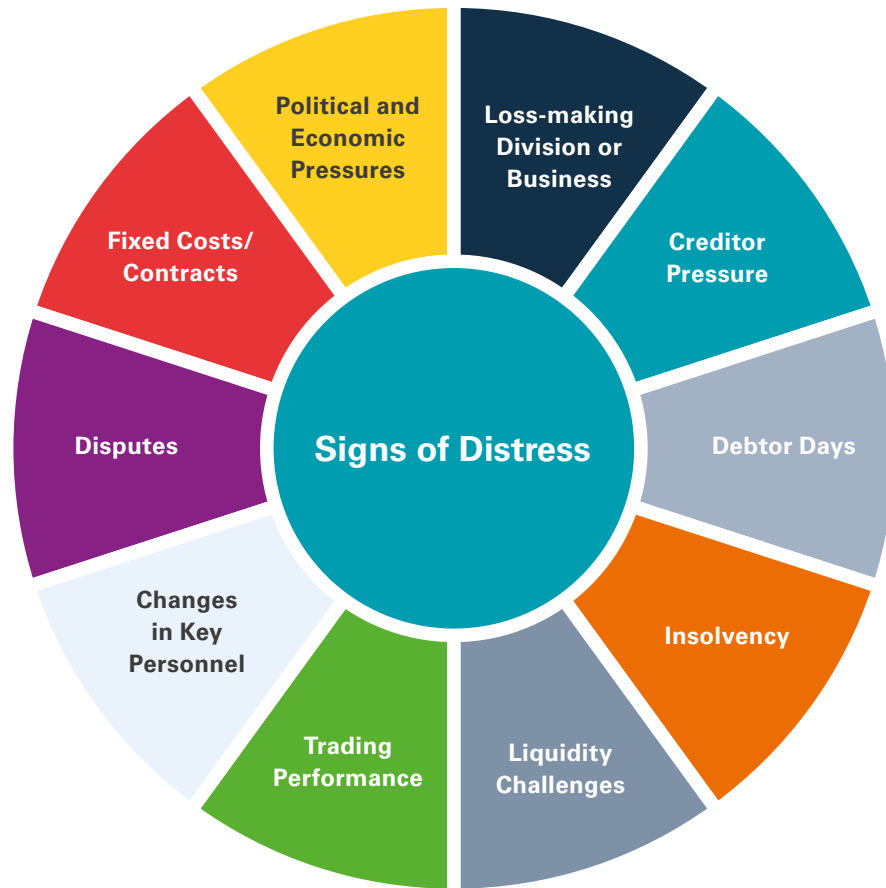 Political and
Economic
Pressures
Loss-making
Division or
Business
Creditor
Pressure
Debtor Days
Insolvency
Liquidity
Challenges
Trading
Performance
Changes
in Key
Personnel
Disputes
Fixed Costs/
Contracts
Signs of Distress